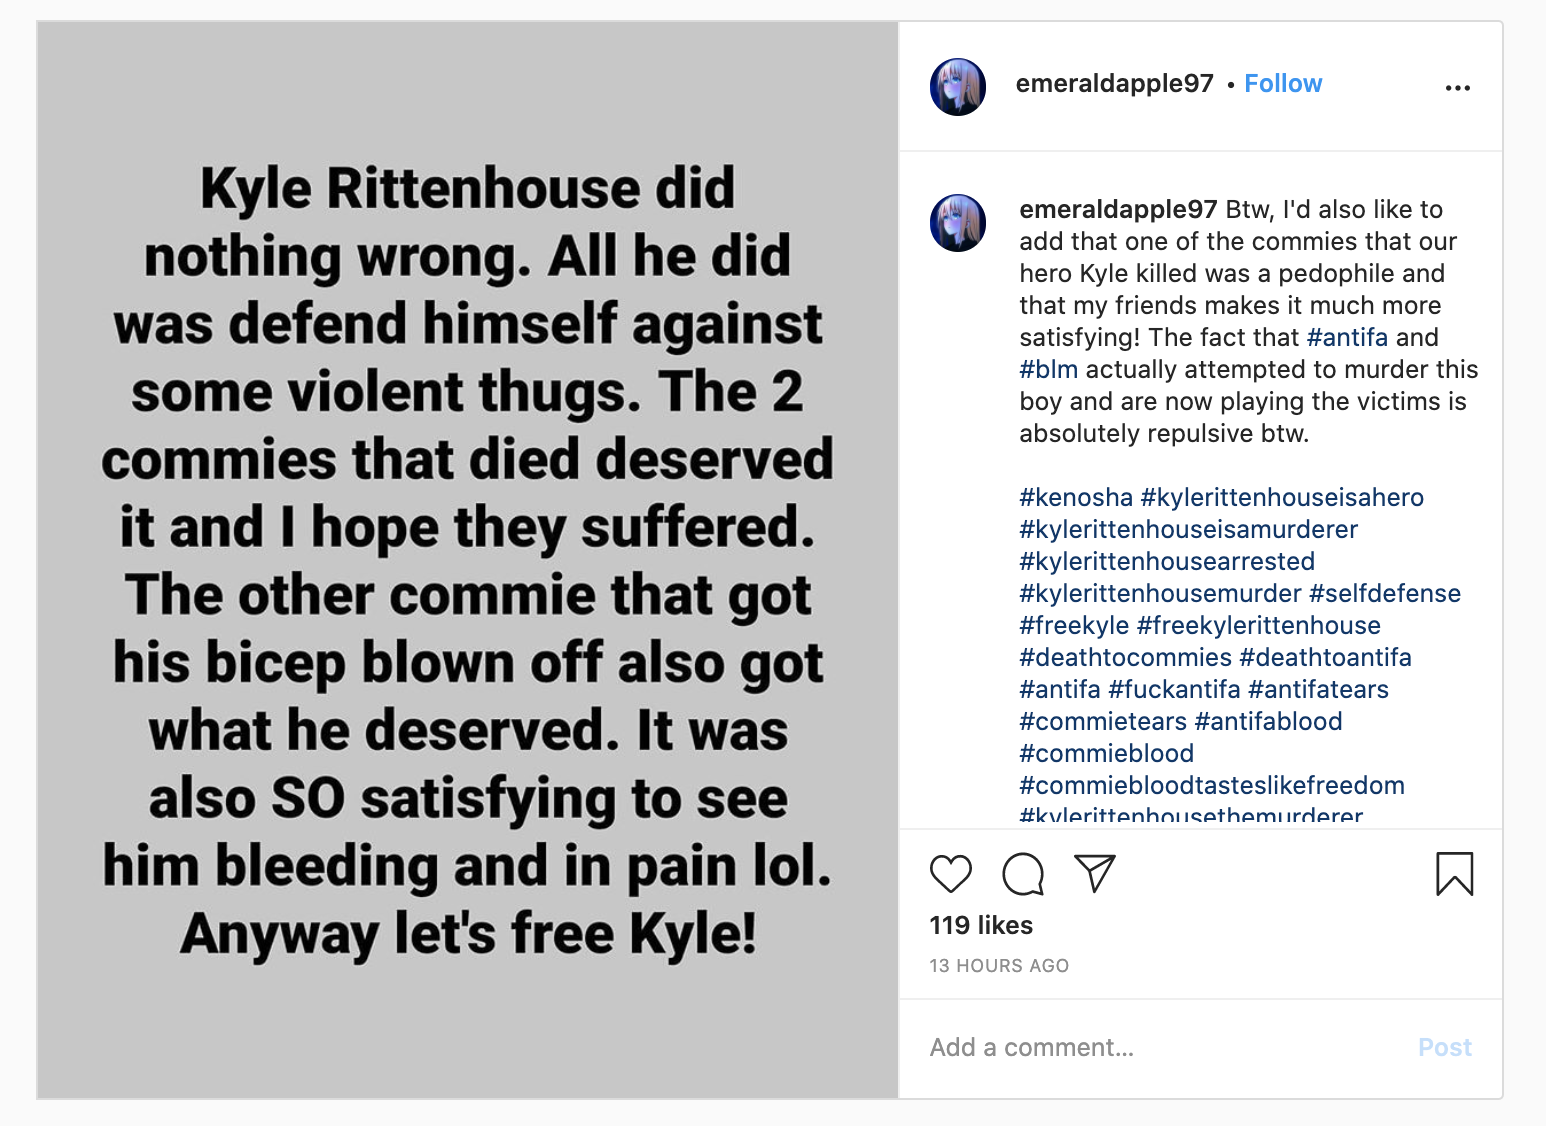 Kyle Rittenhouse did
nothing wrong. All he did
was defend himself against
some violent thugs. The 2
commies that died deserved
it and I hope they suffered.
The other commie that got
his bicep blown off also got
what he deserved. It was
also SO satisfying to see
him bleeding and in pain lol.
Anyway let's free Kyle!
emeraldapple97 • Follow
...
emeraldapple97 Btw, I'd also like to
add that one of the commies that our
hero Kyle killed was a pedophile and
that my friends makes it much more
satisfying! The fact that #antifa and
#blm actually attempted to murder this
boy and are now playing the victims is
absolutely repulsive btw.
#kenosha #kylerittenhouseisahero
#kylerittenhouseisamurderer
#kylerittenhousearrested
#kylerittenhousemurder #selfdefense
#freekyle #freekylerittenhouse
#deathtocommies #deathtoantifa
#antifa #fuckantifa #antifatears
#commietears #antifablood
#commieblood
#commiebloodtasteslikefreedom
#kylerittenhousethemurderer
119 likes
13 HOURS AGO
Add a comment...
Post